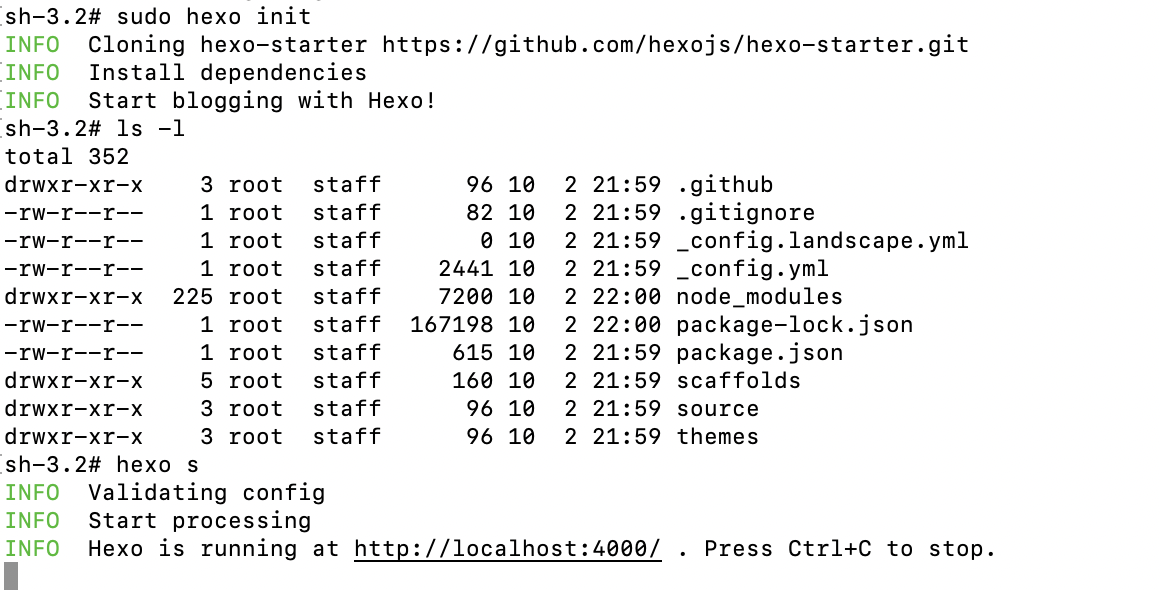 sh-3.2# sudo hexo init
INFO  Cloning hexo-starter https://github.com/hexojs/hexo-starter.git
INFO  Install dependencies
INFO  Start blogging with Hexo!
sh-3.2# ls -l
total 352
drwxr-xr-x    3 root  staff      96 10  2 21:59 .github
-rw-r--r--    1 root  staff      82 10  2 21:59 .gitignore
-rw-r--r--    1 root  staff       0 10  2 21:59 _config.landscape.yml
-rw-r--r--    1 root  staff    2441 10  2 21:59 _config.yml
drwxr-xr-x  225 root  staff    7200 10  2 22:00 node_modules
-rw-r--r--    1 root  staff  167198 10  2 22:00 package-lock.json
-rw-r--r--    1 root  staff     615 10  2 21:59 package.json
drwxr-xr-x    5 root  staff     160 10  2 21:59 scaffolds
drwxr-xr-x    3 root  staff      96 10  2 21:59 source
drwxr-xr-x    3 root  staff      96 10  2 21:59 themes
sh-3.2# hexo s
INFO  Validating config
INFO  Start processing
INFO  Hexo is running at http://localhost:4000/ . Press Ctrl+C to stop.